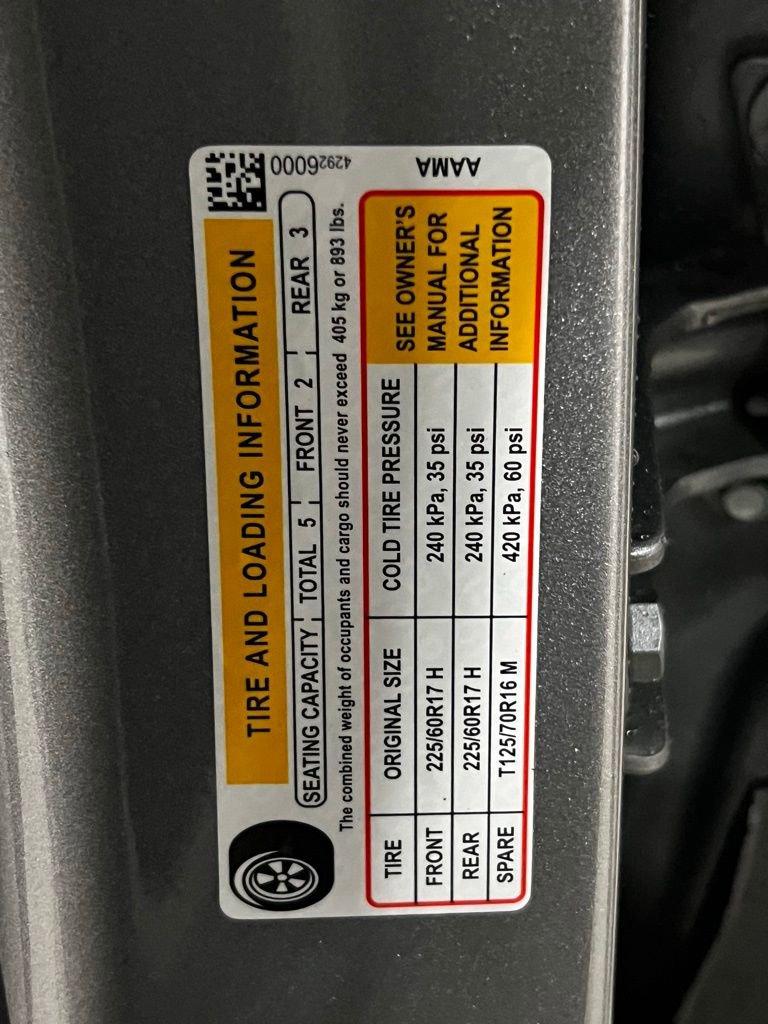 42926000
AAMA
TIRE AND LOADING INFORMATION
SEATING CAPACITY TOTAL 5 FRONT 2 REAR 3
The combined weight of occupants and cargo should never exceed 405 kg or 893 lbs.
TIRE ORIGINAL SIZE COLD TIRE PRESSURE
FRONT 225/60R17 H 240 kPa, 35 psi
REAR 225/60R17 H 240 kPa, 35 psi
SPARE T125/70R16 M 420 kPa, 60 psi
SEE OWNER'S
MANUAL FOR
ADDITIONAL
INFORMATION